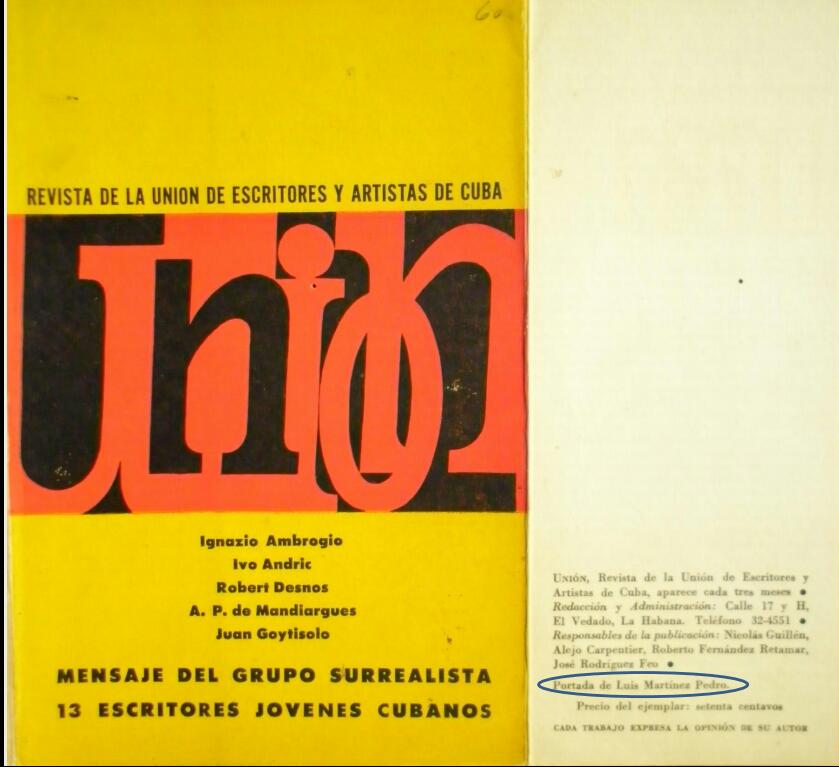 60
REVISTA DE LA UNION DE ESCRITORES Y ARTISTAS DE CUBA
Unión
Ignazio Ambrogio
Ivo Andric
Robert Desnos
A. P. de Mandiargues
Juan Goytisolo
MENSAJE DEL GRUPO SURREALISTA
13 ESCRITORES JOVENES CUBANOS
UNIÓN, Revista de la Unión de Escritores y
Artistas de Cuba, aparece cada tres meses ●
Redacción y Administración: Calle 17 y H,
El Vedado, La Habana. Teléfono 32-4551 ●
Responsables de la publicación: Nicolás Guillén,
Alejo Carpentier, Roberto Fernández Retamar,
José Rodríguez Feo ●
Portada de Luis Martínez Pedro.
Precio del ejemplar: setenta centavos
CADA TRABAJO EXPRESA LA OPINIÓN DE SU AUTOR